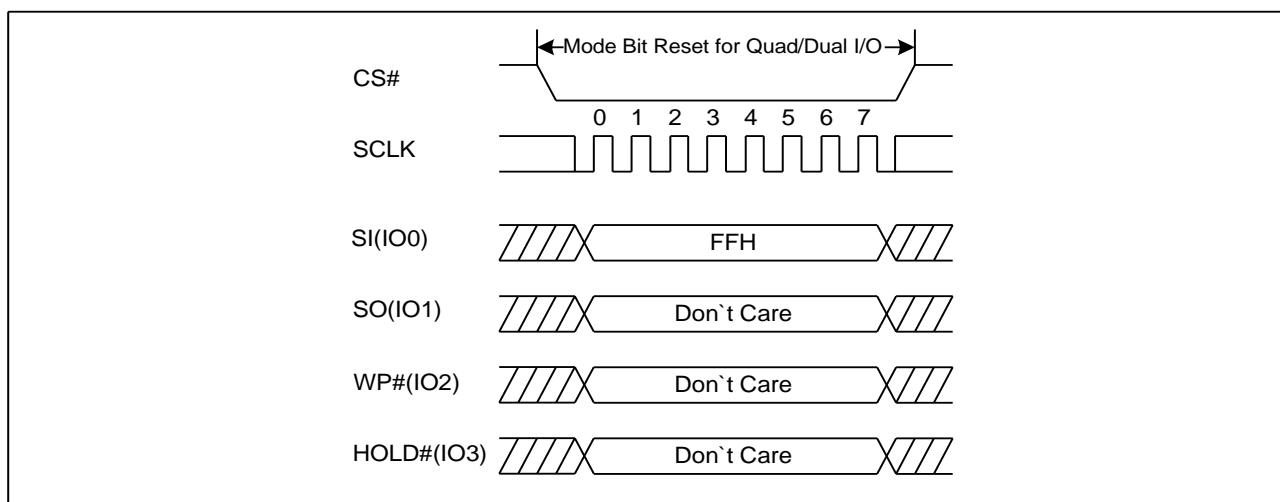 Mode Bit Reset for Quad/Dual I/O
CS#
0 1 2 3 4 5 6 7
SCLK
SI(IO0) FFH
SO(IO1) Don`t Care
WP#(IO2) Don`t Care
HOLD#(IO3) Don`t Care